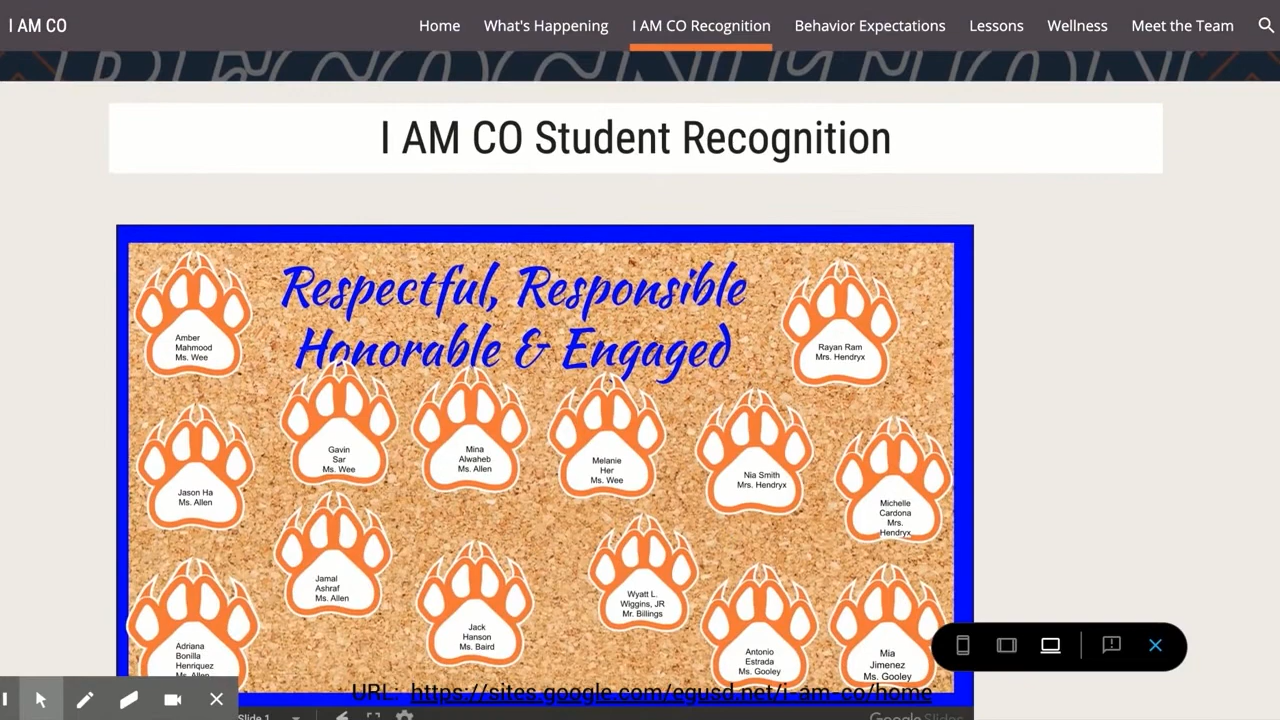 I AM CO
Home What's Happening I AM CO Recognition Behavior Expectations Lessons Wellness Meet the Team
RECOGNITION
I AM CO Student Recognition
Respectful, Responsible
Honorable & Engaged
Amber
Mahmood
Ms. Wee
Rayan Ram
Mrs. Hendryx
Gavin
Sar
Ms. Wee
Mina
Alwaheb
Ms. Allen
Melanie
Her
Ms. Wee
Nia Smith
Mrs. Hendryx
Jason Ha
Ms. Allen
Michelle
Cardona
Mrs.
Hendryx
Jamal
Ashraf
Ms. Allen
Wyatt L.
Wiggins, JR
Mr. Billings
Jack
Hanson
Ms. Baird
Adriana
Bonilla
Henriquez
Ms. Allen
Antonio
Estrada
Ms. Gooley
Mia
Jimenez
Ms. Gooley
URL: https://sites.google.com/egusd.net/i-am-co/home
Slide 1
Google Slides